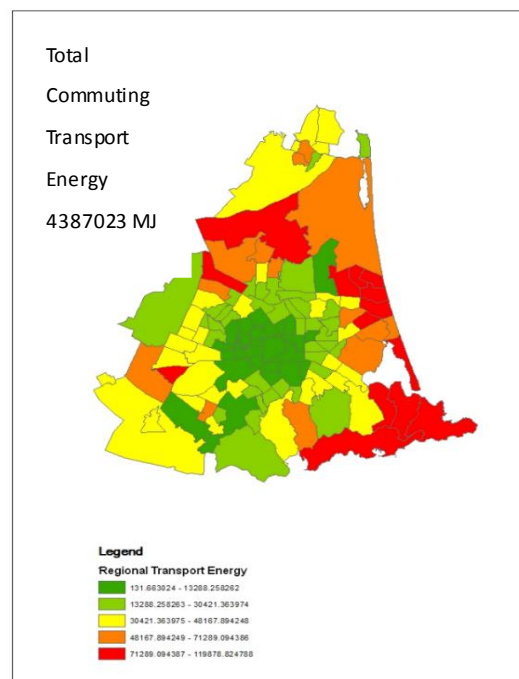 Total
Commuting
Transport
Energy
4387023 MJ
Legend
Regional Transport Energy
131.663024 - 13288.258262
13288.258263 - 30421.363974
30421.363975 - 48167.894248
48167.894249 - 71289.094386
71289.094387 - 119878.824788